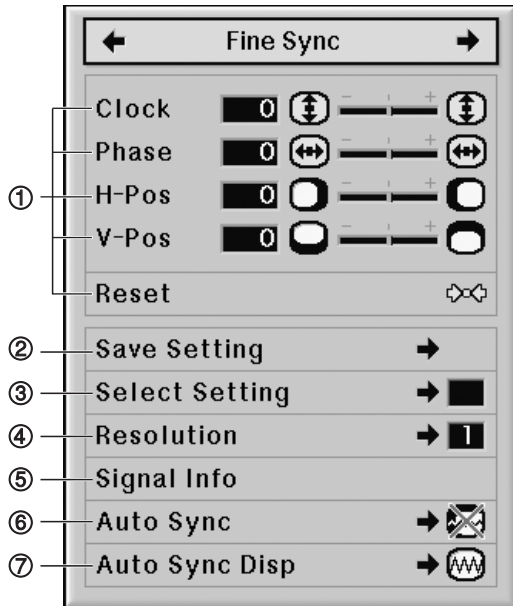 Fine Sync
Clock 0 - +
Phase 0 - +
① H-Pos 0 - +
V-Pos 0 - +
Reset
② Save Setting
③ Select Setting
④ Resolution 1
⑤ Signal Info
⑥ Auto Sync
⑦ Auto Sync Disp